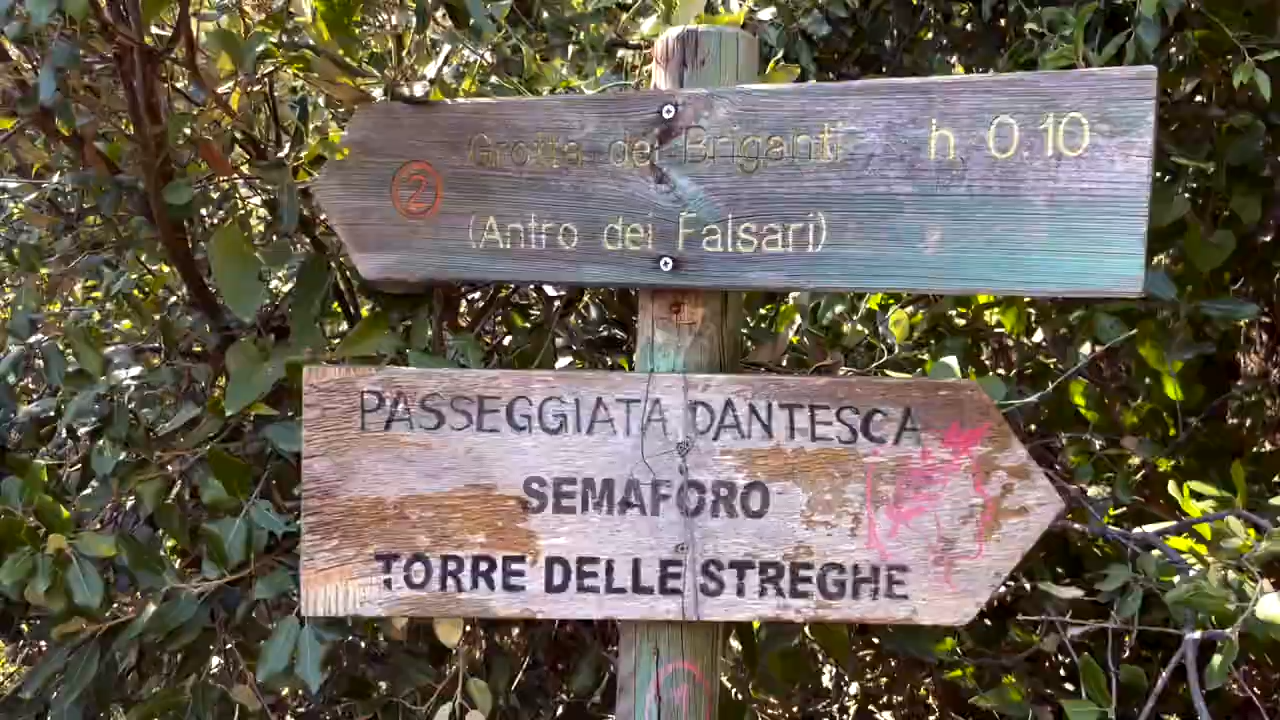 Grotta dei Briganti h 0.10
2
(Antro dei Falsari)
PASSEGGIATA DANTESCA
SEMAFORO
TORRE DELLE STREGHE